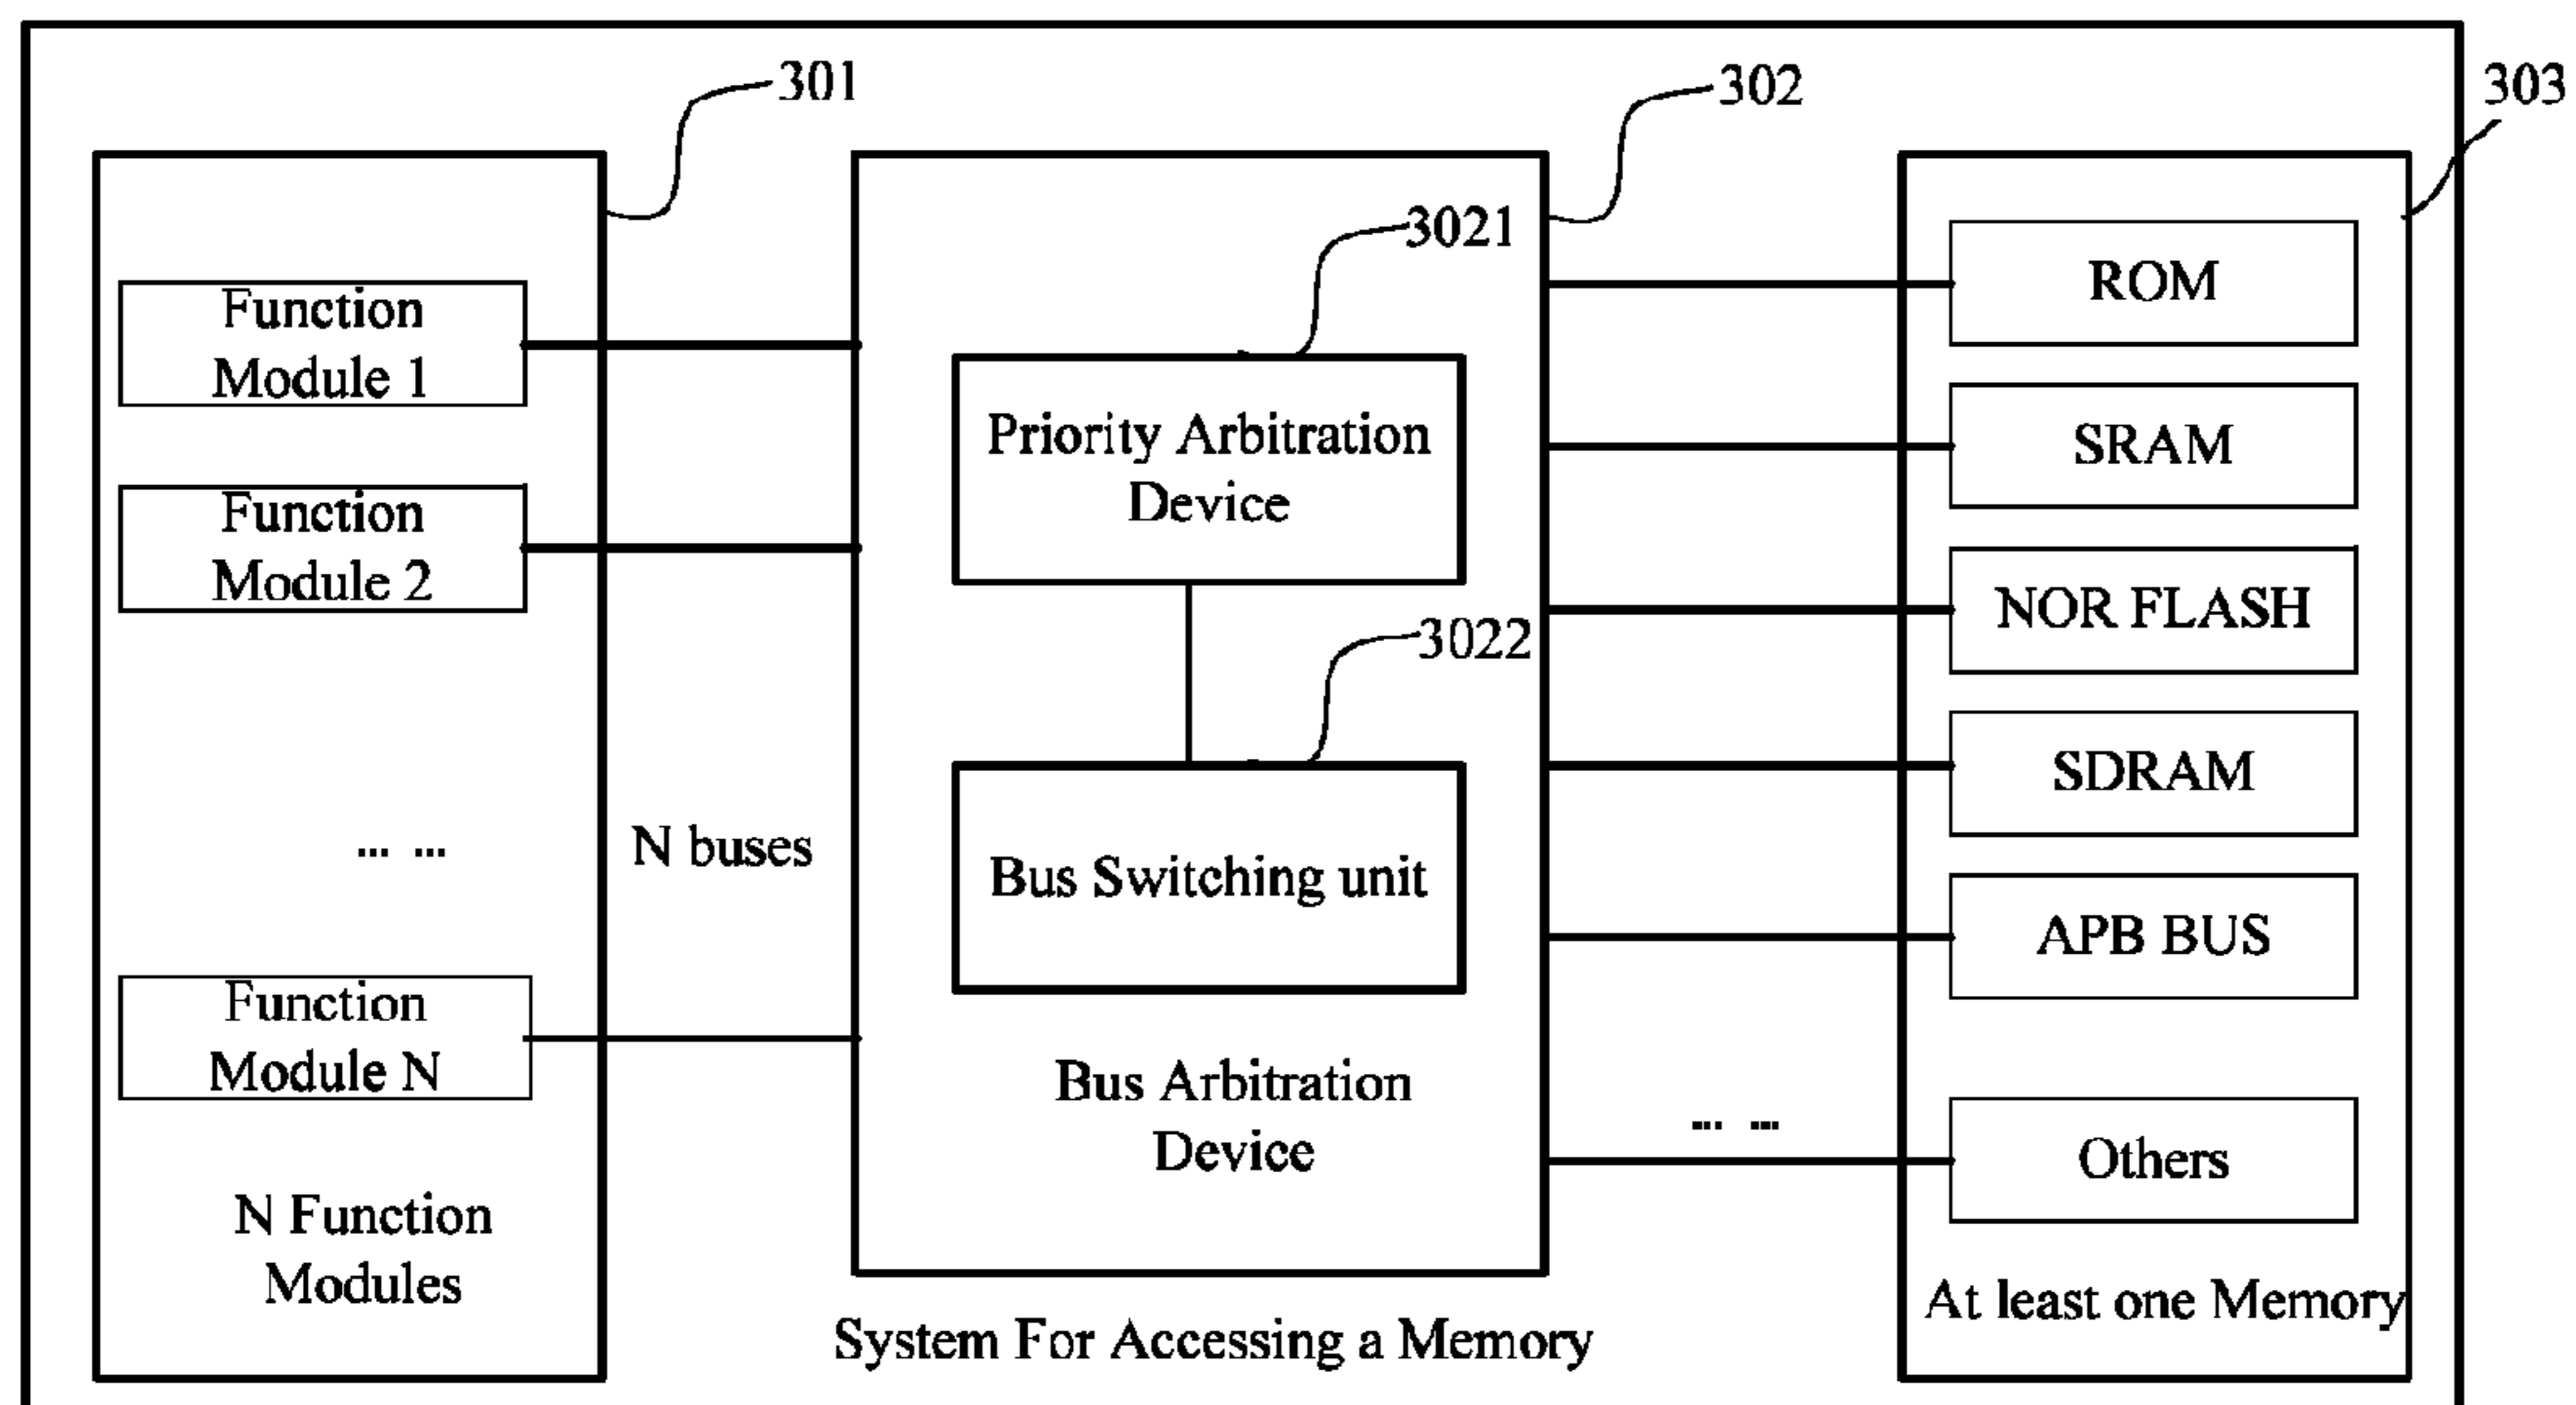 301
302
303
Function
Module 1
Function
Module 2
... ...
Function
Module N
N Function
Modules
N buses
3021
Priority Arbitration
Device
3022
Bus Switching unit
Bus Arbitration
Device
ROM
SRAM
NOR FLASH
SDRAM
APB BUS
... ...
Others
At least one Memory
System For Accessing a Memory